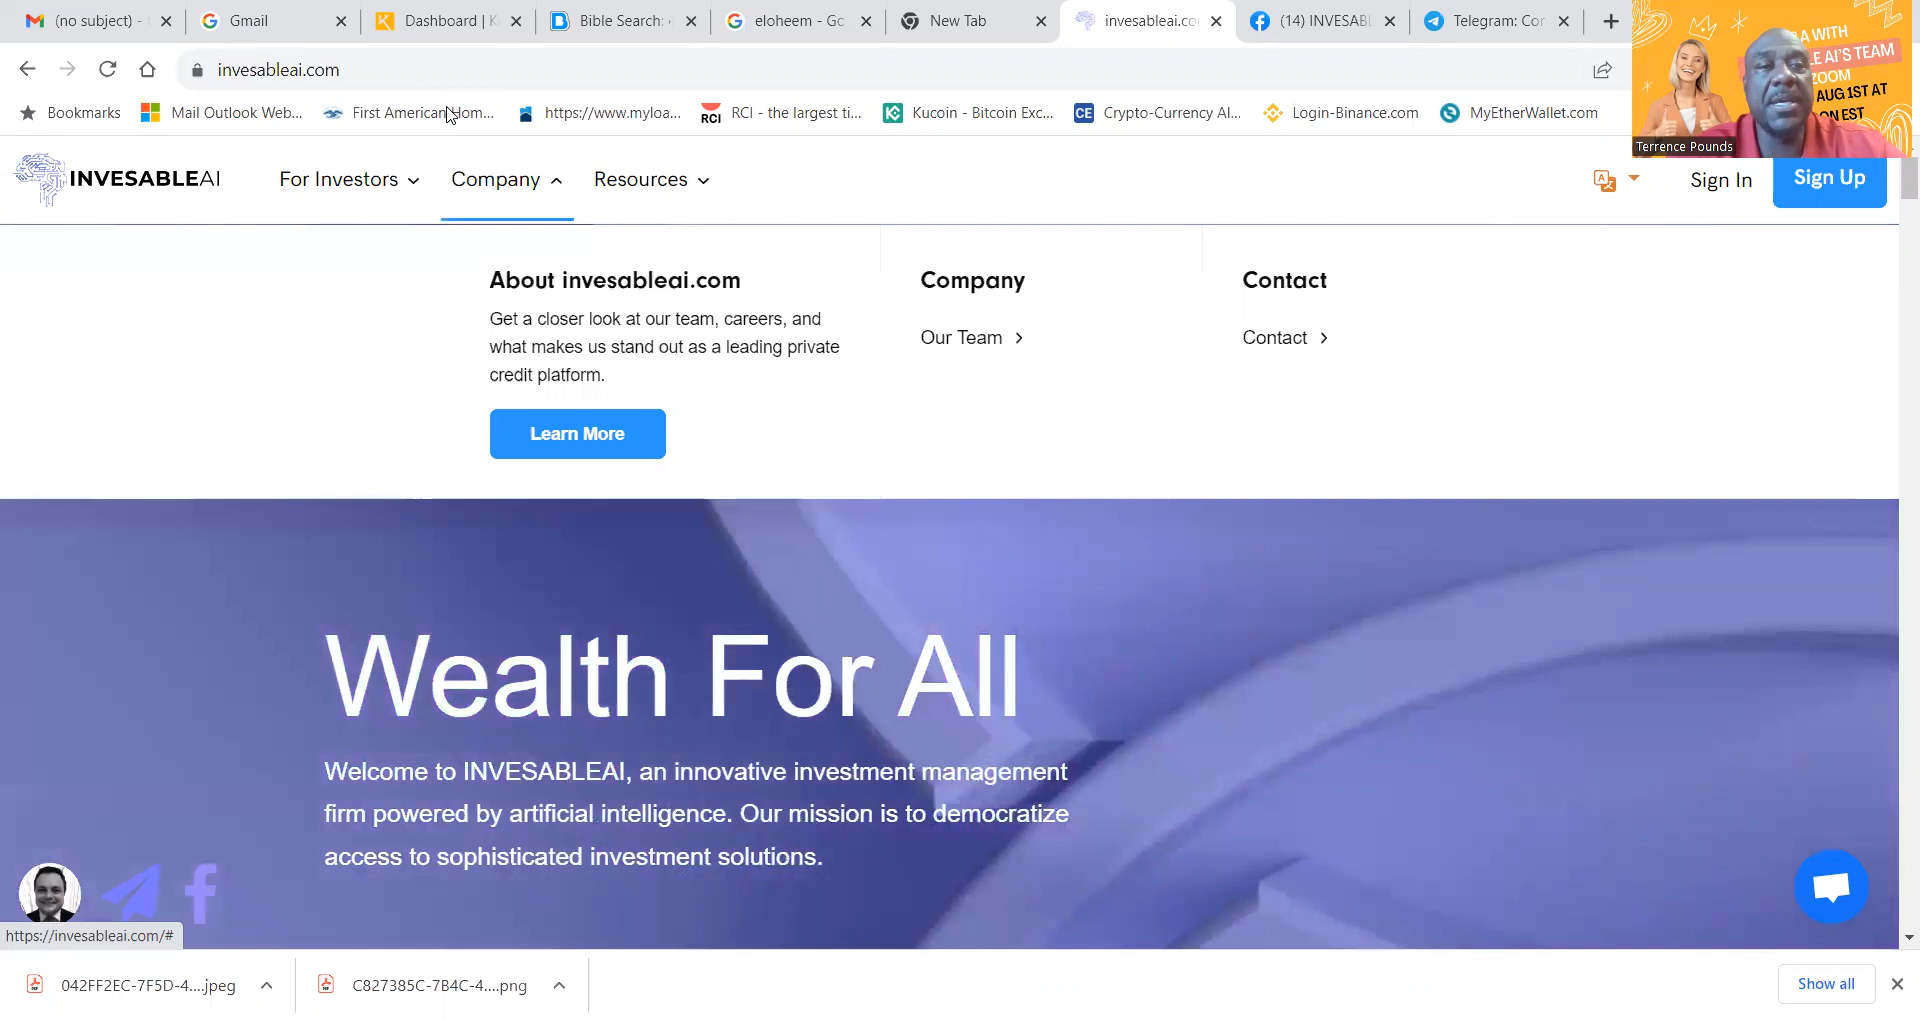 (no subject) -
Gmail
Dashboard | K
Bible Search:
eloheem - Go
New Tab
invesableai.co
(14) INVESABL
Telegram: Cor
invesableai.com
Bookmarks
Mail Outlook Web...
First American Hom...
https://www.myloa...
RCI
RCI - the largest ti...
Kucoin - Bitcoin Exc...
CE
Crypto-Currency Al...
Login-Binance.com
MyEtherWallet.com
A WITH
LE AI'S TEAM
ZOOM
AUG 1ST AT
ON EST
Terrence Pounds
INVESABLEAI
For Investors
Company
Resources
Sign In
Sign Up
About invesableai.com
Get a closer look at our team, careers, and
what makes us stand out as a leading private
credit platform.
Learn More
Company
Our Team
Contact
Contact
Wealth For All
Welcome to INVESABLEAI, an innovative investment management
firm powered by artificial intelligence. Our mission is to democratize
access to sophisticated investment solutions.
https://invesableai.com/#
042FF2EC-7F5D-4....jpeg
C827385C-7B4C-4....png
Show all